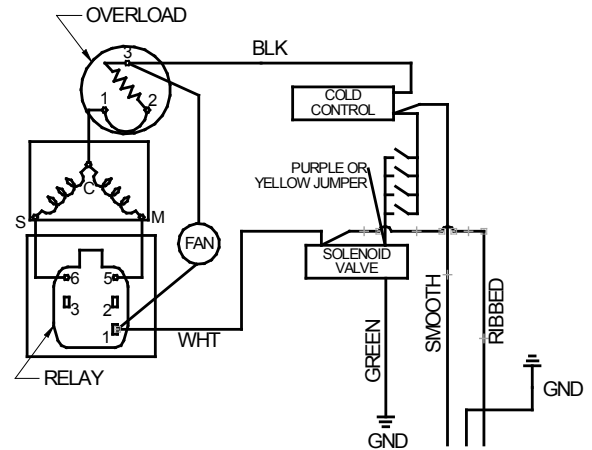 OVERLOAD
BLK
3
1
2
COLD
CONTROL
PURPLE OR
YELLOW JUMPER
C
S
M
FAN
SOLENOID
VALVE
6
5
3
2
1
WHT
GREEN
SMOOTH
RIBBED
RELAY
GND
GND